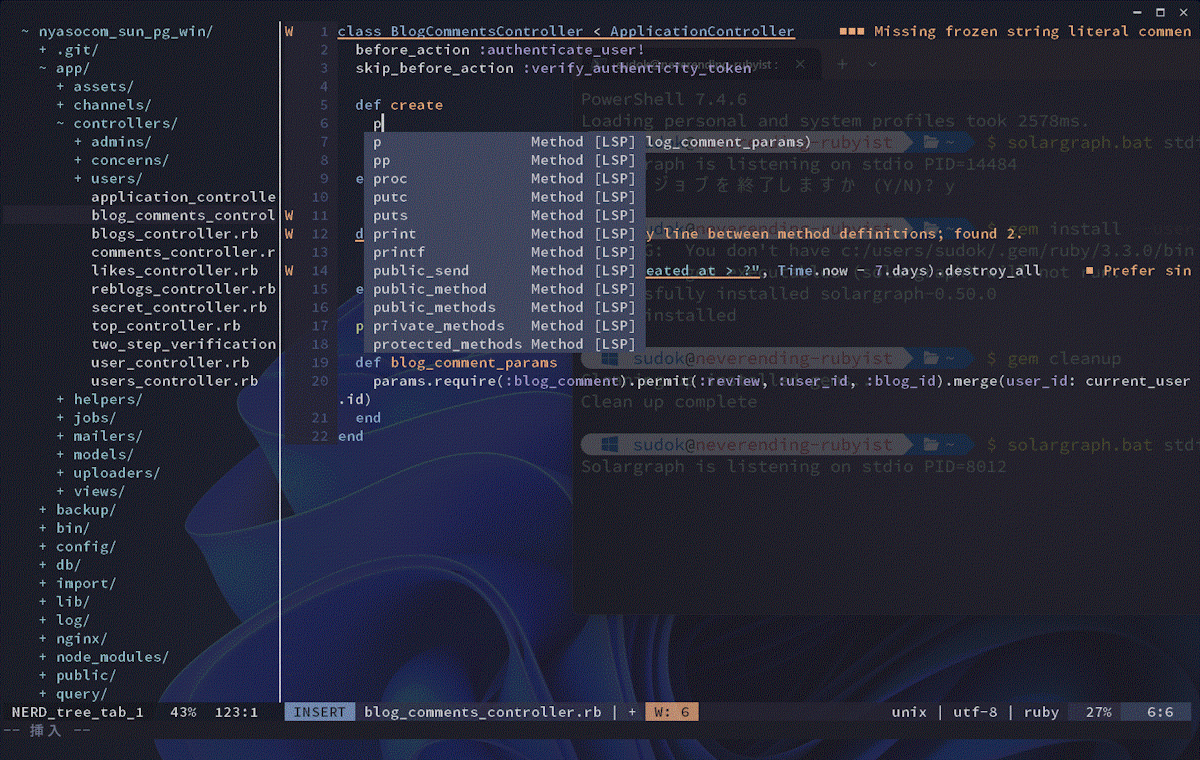 ~ nyasocom_sun_pg_win/
+ .git/
~ app/
+ assets/
+ channels/
~ controllers/
+ admins/
+ concerns/
+ users/
application_controlle
blog_comments_control
blogs_controller.rb
comments_controller.r
likes_controller.rb
reblogs_controller.rb
secret_controller.rb
top_controller.rb
two_step_verification
user_controller.rb
users_controller.rb
+ helpers/
+ jobs/
+ mailers/
+ models/
+ uploaders/
+ views/
+ backup/
+ bin/
+ config/
+ db/
+ import/
+ lib/
+ log/
+ nginx/
+ node_modules/
+ public/
+ query/
NERD_tree_tab_1 43% 123:1
W 1 class BlogCommentsController < ApplicationController ■■■ Missing frozen string literal commen
2 before_action :authenticate_user!
3 skip_before_action :verify_authenticity_token
4
5 def create
6 p
7 log_comment_params)
8
9 e
10
W 11
W 12 d y line between method definitions; found 2.
13
W 14 eated_at > ?", Time.now - 7.days).destroy_all ■ Prefer sin
15 e
16
17 p
18
19 def blog_comment_params
20 params.require(:blog_comment).permit(:review, :user_id, :blog_id).merge(user_id: current_user
.id)
21 end
22 end
p Method [LSP]
pp Method [LSP]
proc Method [LSP]
putc Method [LSP]
puts Method [LSP]
print Method [LSP]
printf Method [LSP]
public_send Method [LSP]
public_method Method [LSP]
public_methods Method [LSP]
private_methods Method [LSP]
protected_methods Method [LSP]
PowerShell 7.4.6
Loading personal and system profiles took 2578ms.
-rubyist ~ $ solargraph.bat std
graph is listening on stdio PID=14484
ジョブを終了しますか (Y/N)? y
gem install
You don't have c:/users/sudok/.gem/ruby/3.3.0/bin
sfully installed solargraph-0.50.0
installed
sudok@neverending-rubyist ~ $ gem cleanup
Clean up complete
sudok@neverending-rubyist ~ $ solargraph.bat std
Solargraph is listening on stdio PID=8012
INSERT blog_comments_controller.rb | + W: 6 unix | utf-8 | ruby 27% 6:6
-- 挿入 --